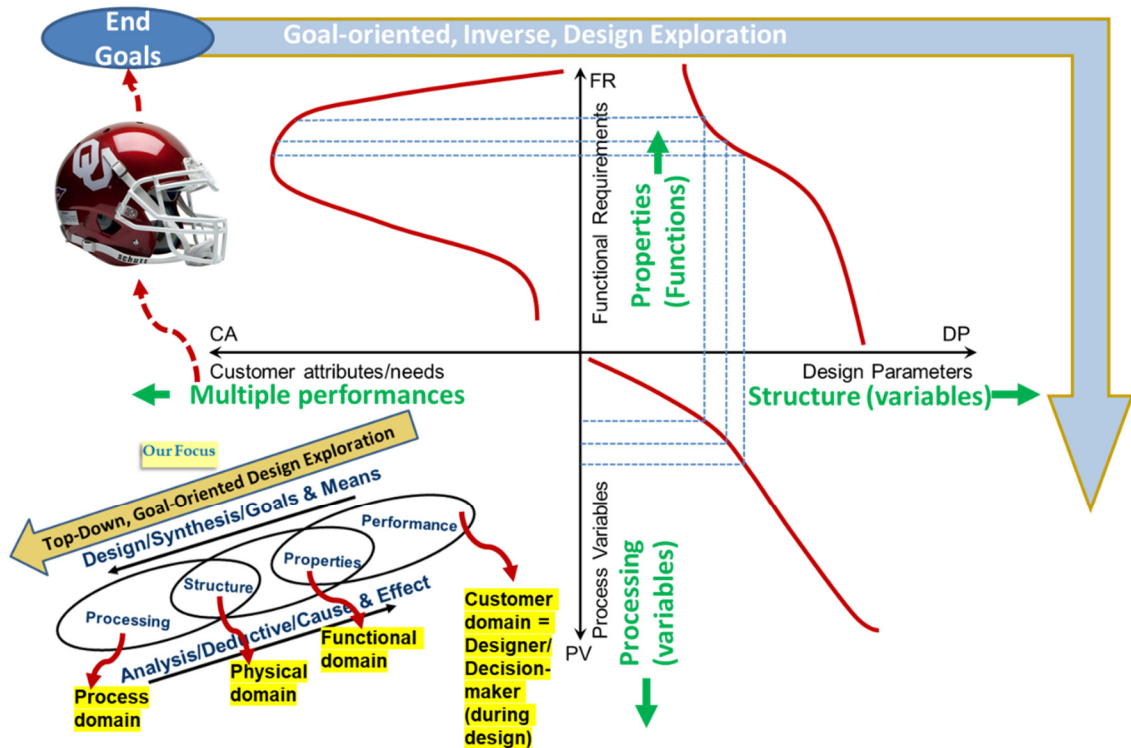 End
Goals
Goal-oriented, Inverse, Design Exploration
FR
Functional Requirements
Properties
(Functions)
OU
schutt
CA
DP
Customer attributes/needs
Design Parameters
Multiple performances
Structure (variables)
Our Focus
Top-Down, Goal-Oriented Design Exploration
Design/Synthesis/Goals & Means
Performance
Properties
Structure
Processing
Analysis/Deductive/Cause & Effect
Process
domain
Physical
domain
Functional
domain
Customer
domain =
Designer/
Decision-
maker
(during
design)
Process Variables
PV
Processing
(variables)